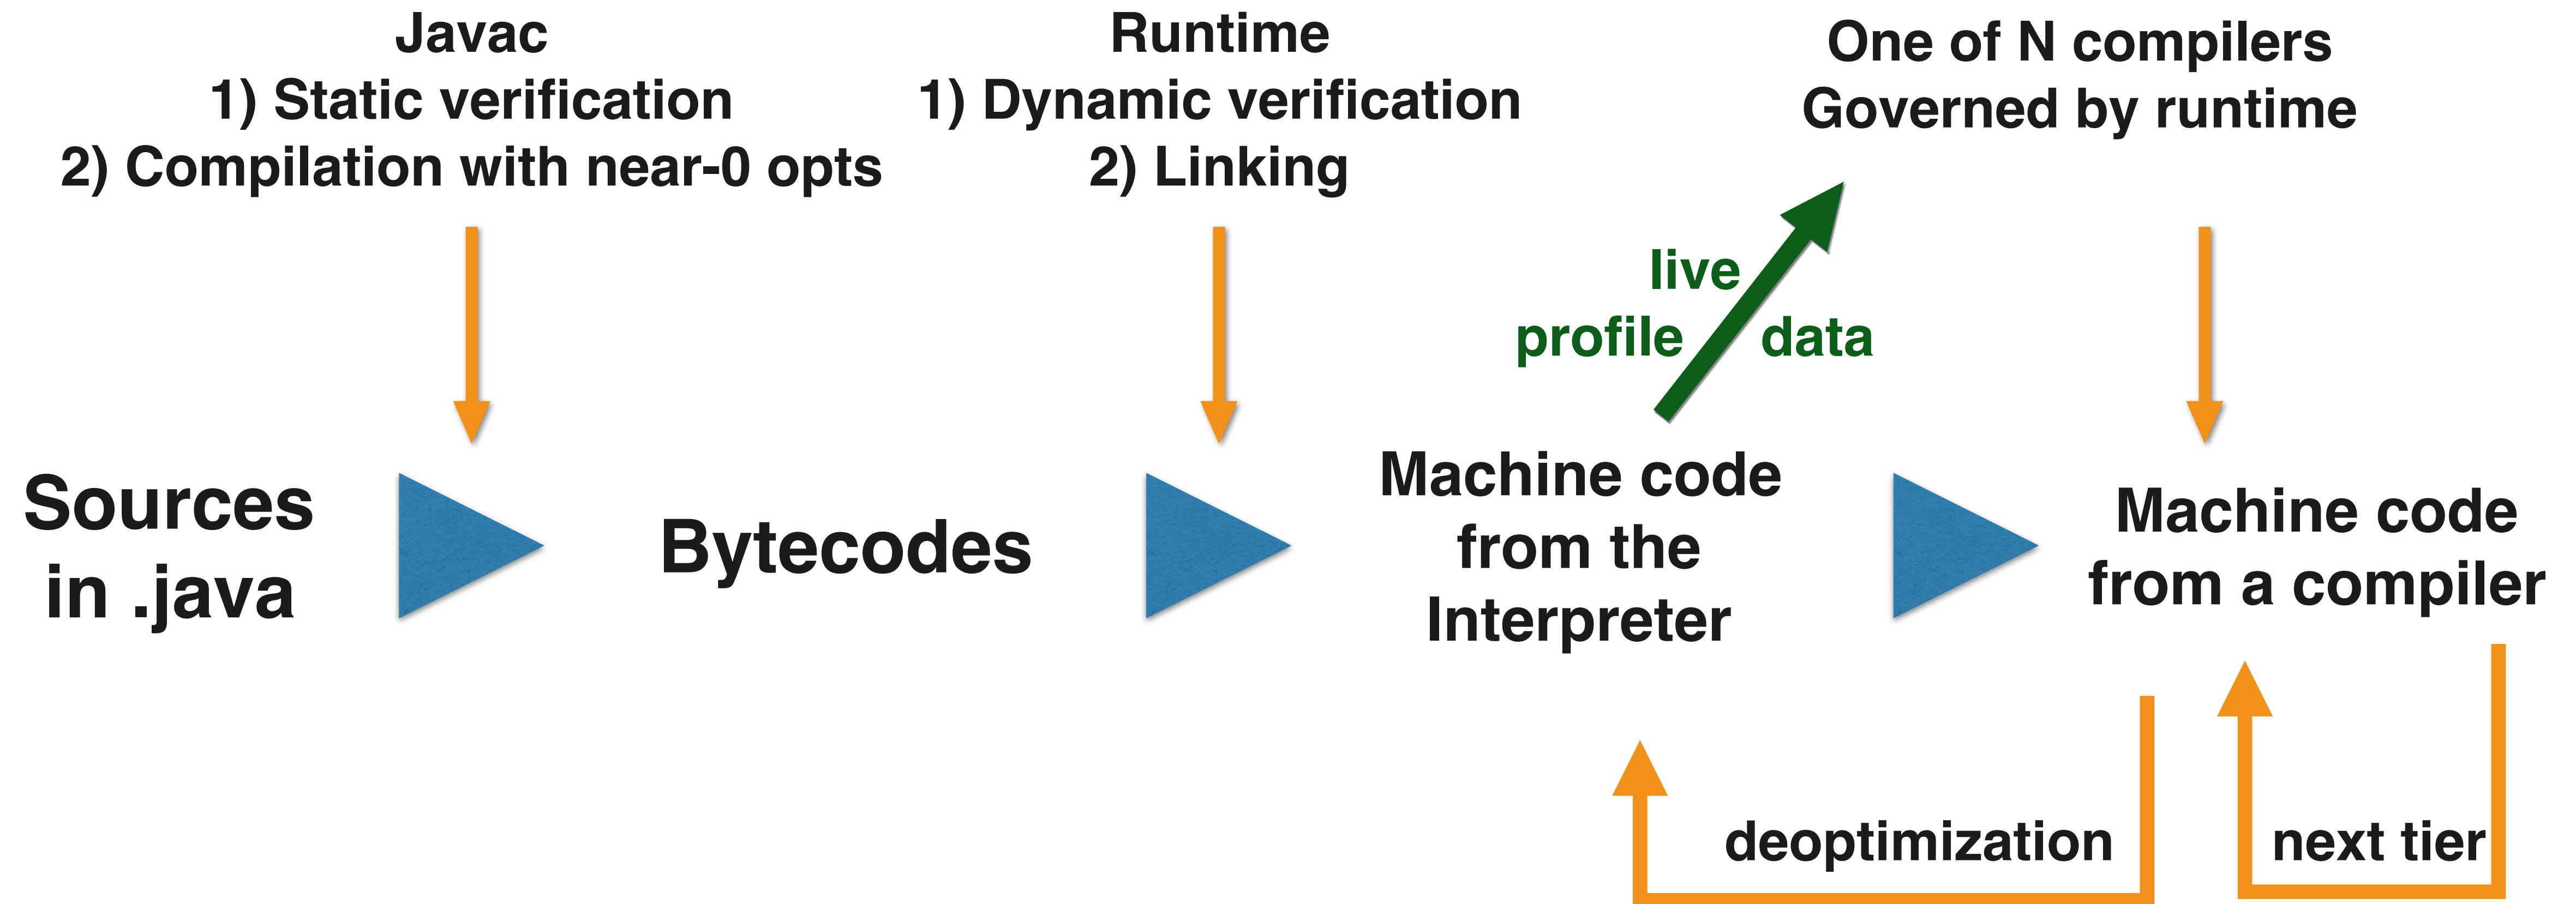 Javac
1) Static verification
2) Compilation with near-0 opts
Runtime
1) Dynamic verification
2) Linking
One of N compilers
Governed by runtime
live
profile data
Sources
in .java
Bytecodes
Machine code
from the
Interpreter
Machine code
from a compiler
deoptimization
next tier